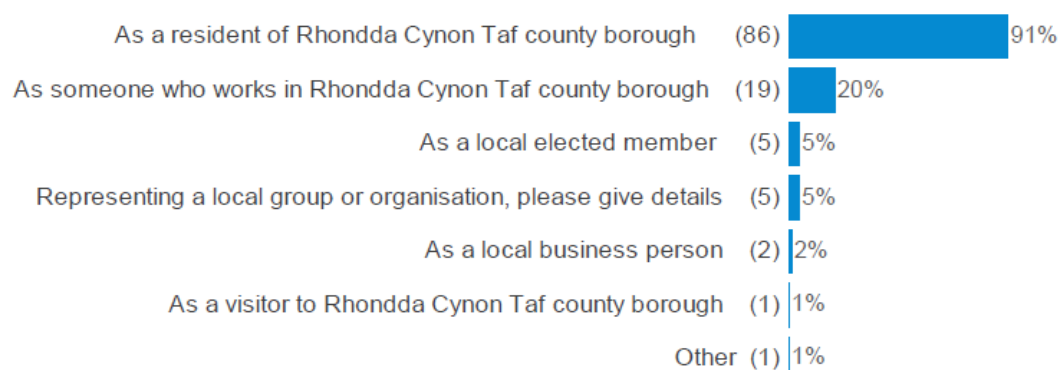 As a resident of Rhondda Cynon Taf county borough (86) 91%
As someone who works in Rhondda Cynon Taf county borough (19) 20%
As a local elected member (5) 5%
Representing a local group or organisation, please give details (5) 5%
As a local business person (2) 2%
As a visitor to Rhondda Cynon Taf county borough (1) 1%
Other (1) 1%